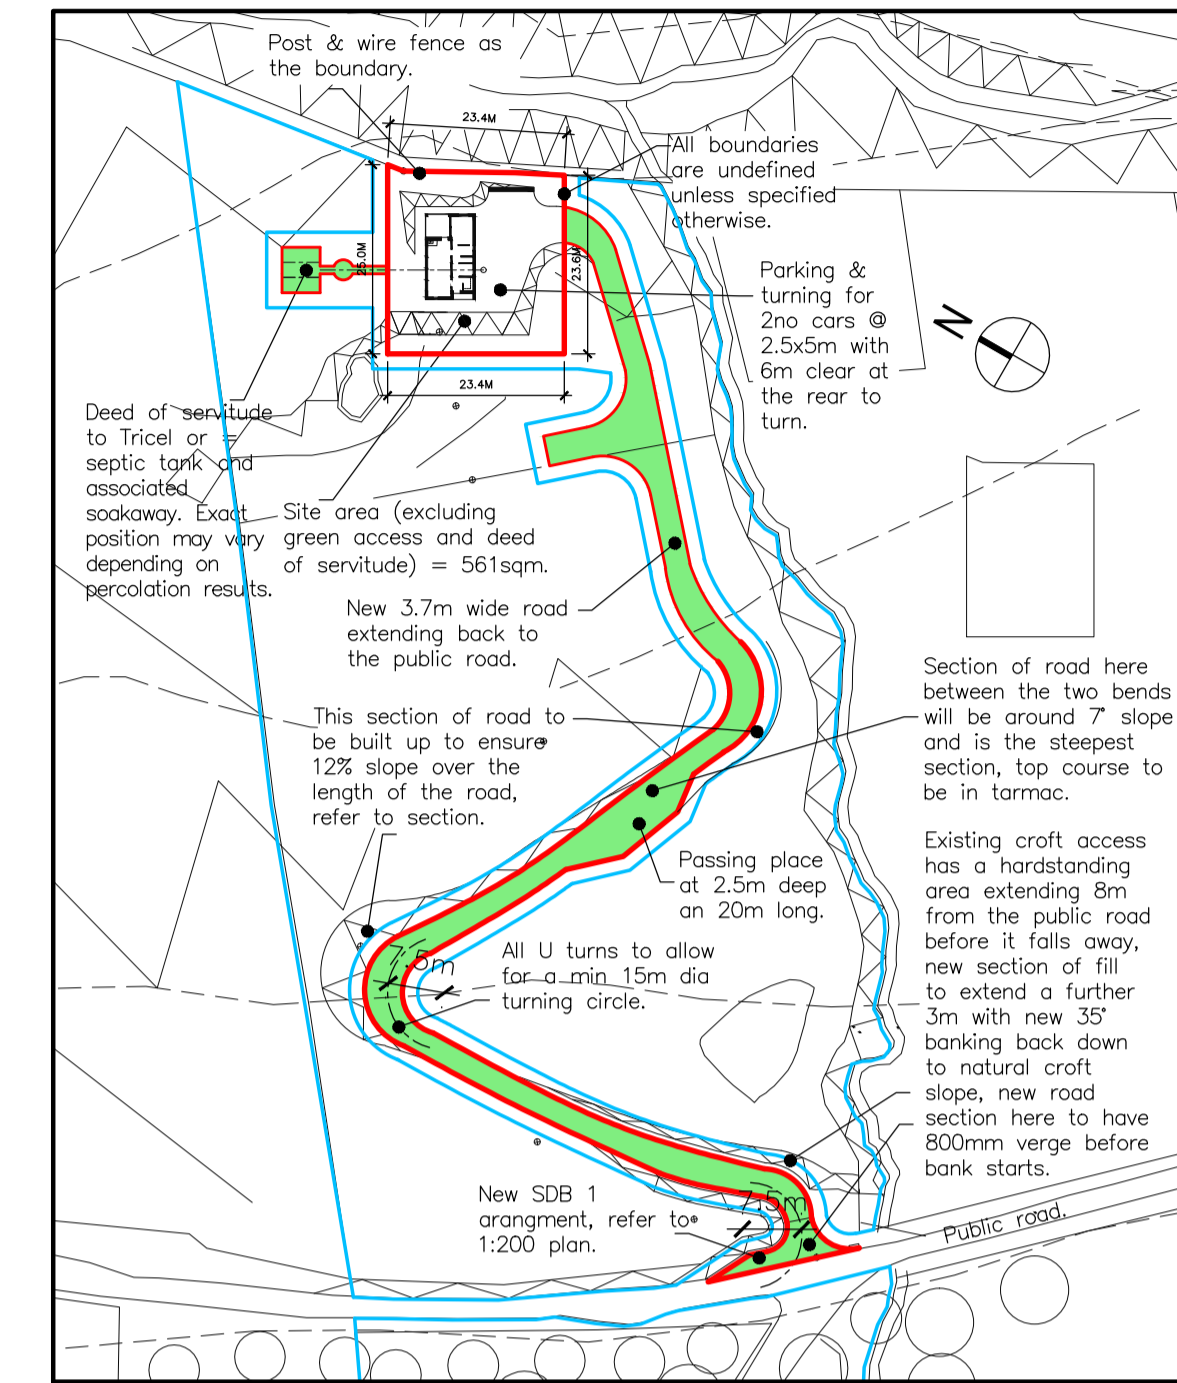 Post & wire fence as
the boundary.
23.4M
All boundaries
are undefined
unless specified
otherwise.
25.0M
23.6M
Parking &
turning for
2no cars @
2.5x5m with
6m clear at
the rear to
turn.
N
23.4M
Deed of servitude
to Tricel or =
septic tank and
associated
soakaway. Exact
position may vary
depending on
percolation results.
Site area (excluding
green access and deed
of servitude) = 561sqm.
New 3.7m wide road
extending back to
the public road.
Section of road here
between the two bends
will be around 7° slope
and is the steepest
section, top course to
be in tarmac.
This section of road to
be built up to ensure
12% slope over the
length of the road,
refer to section.
Passing place
at 2.5m deep
an 20m long.
Existing croft access
has a hardstanding
area extending 8m
from the public road
before it falls away,
new section of fill
to extend a further
3m with new 35°
banking back down
to natural croft
slope, new road
section here to have
800mm verge before
bank starts.
7.5m
All U turns to allow
for a min 15m dia
turning circle.
New SDB 1
arangment, refer to
1:200 plan.
7.5m
Public road.